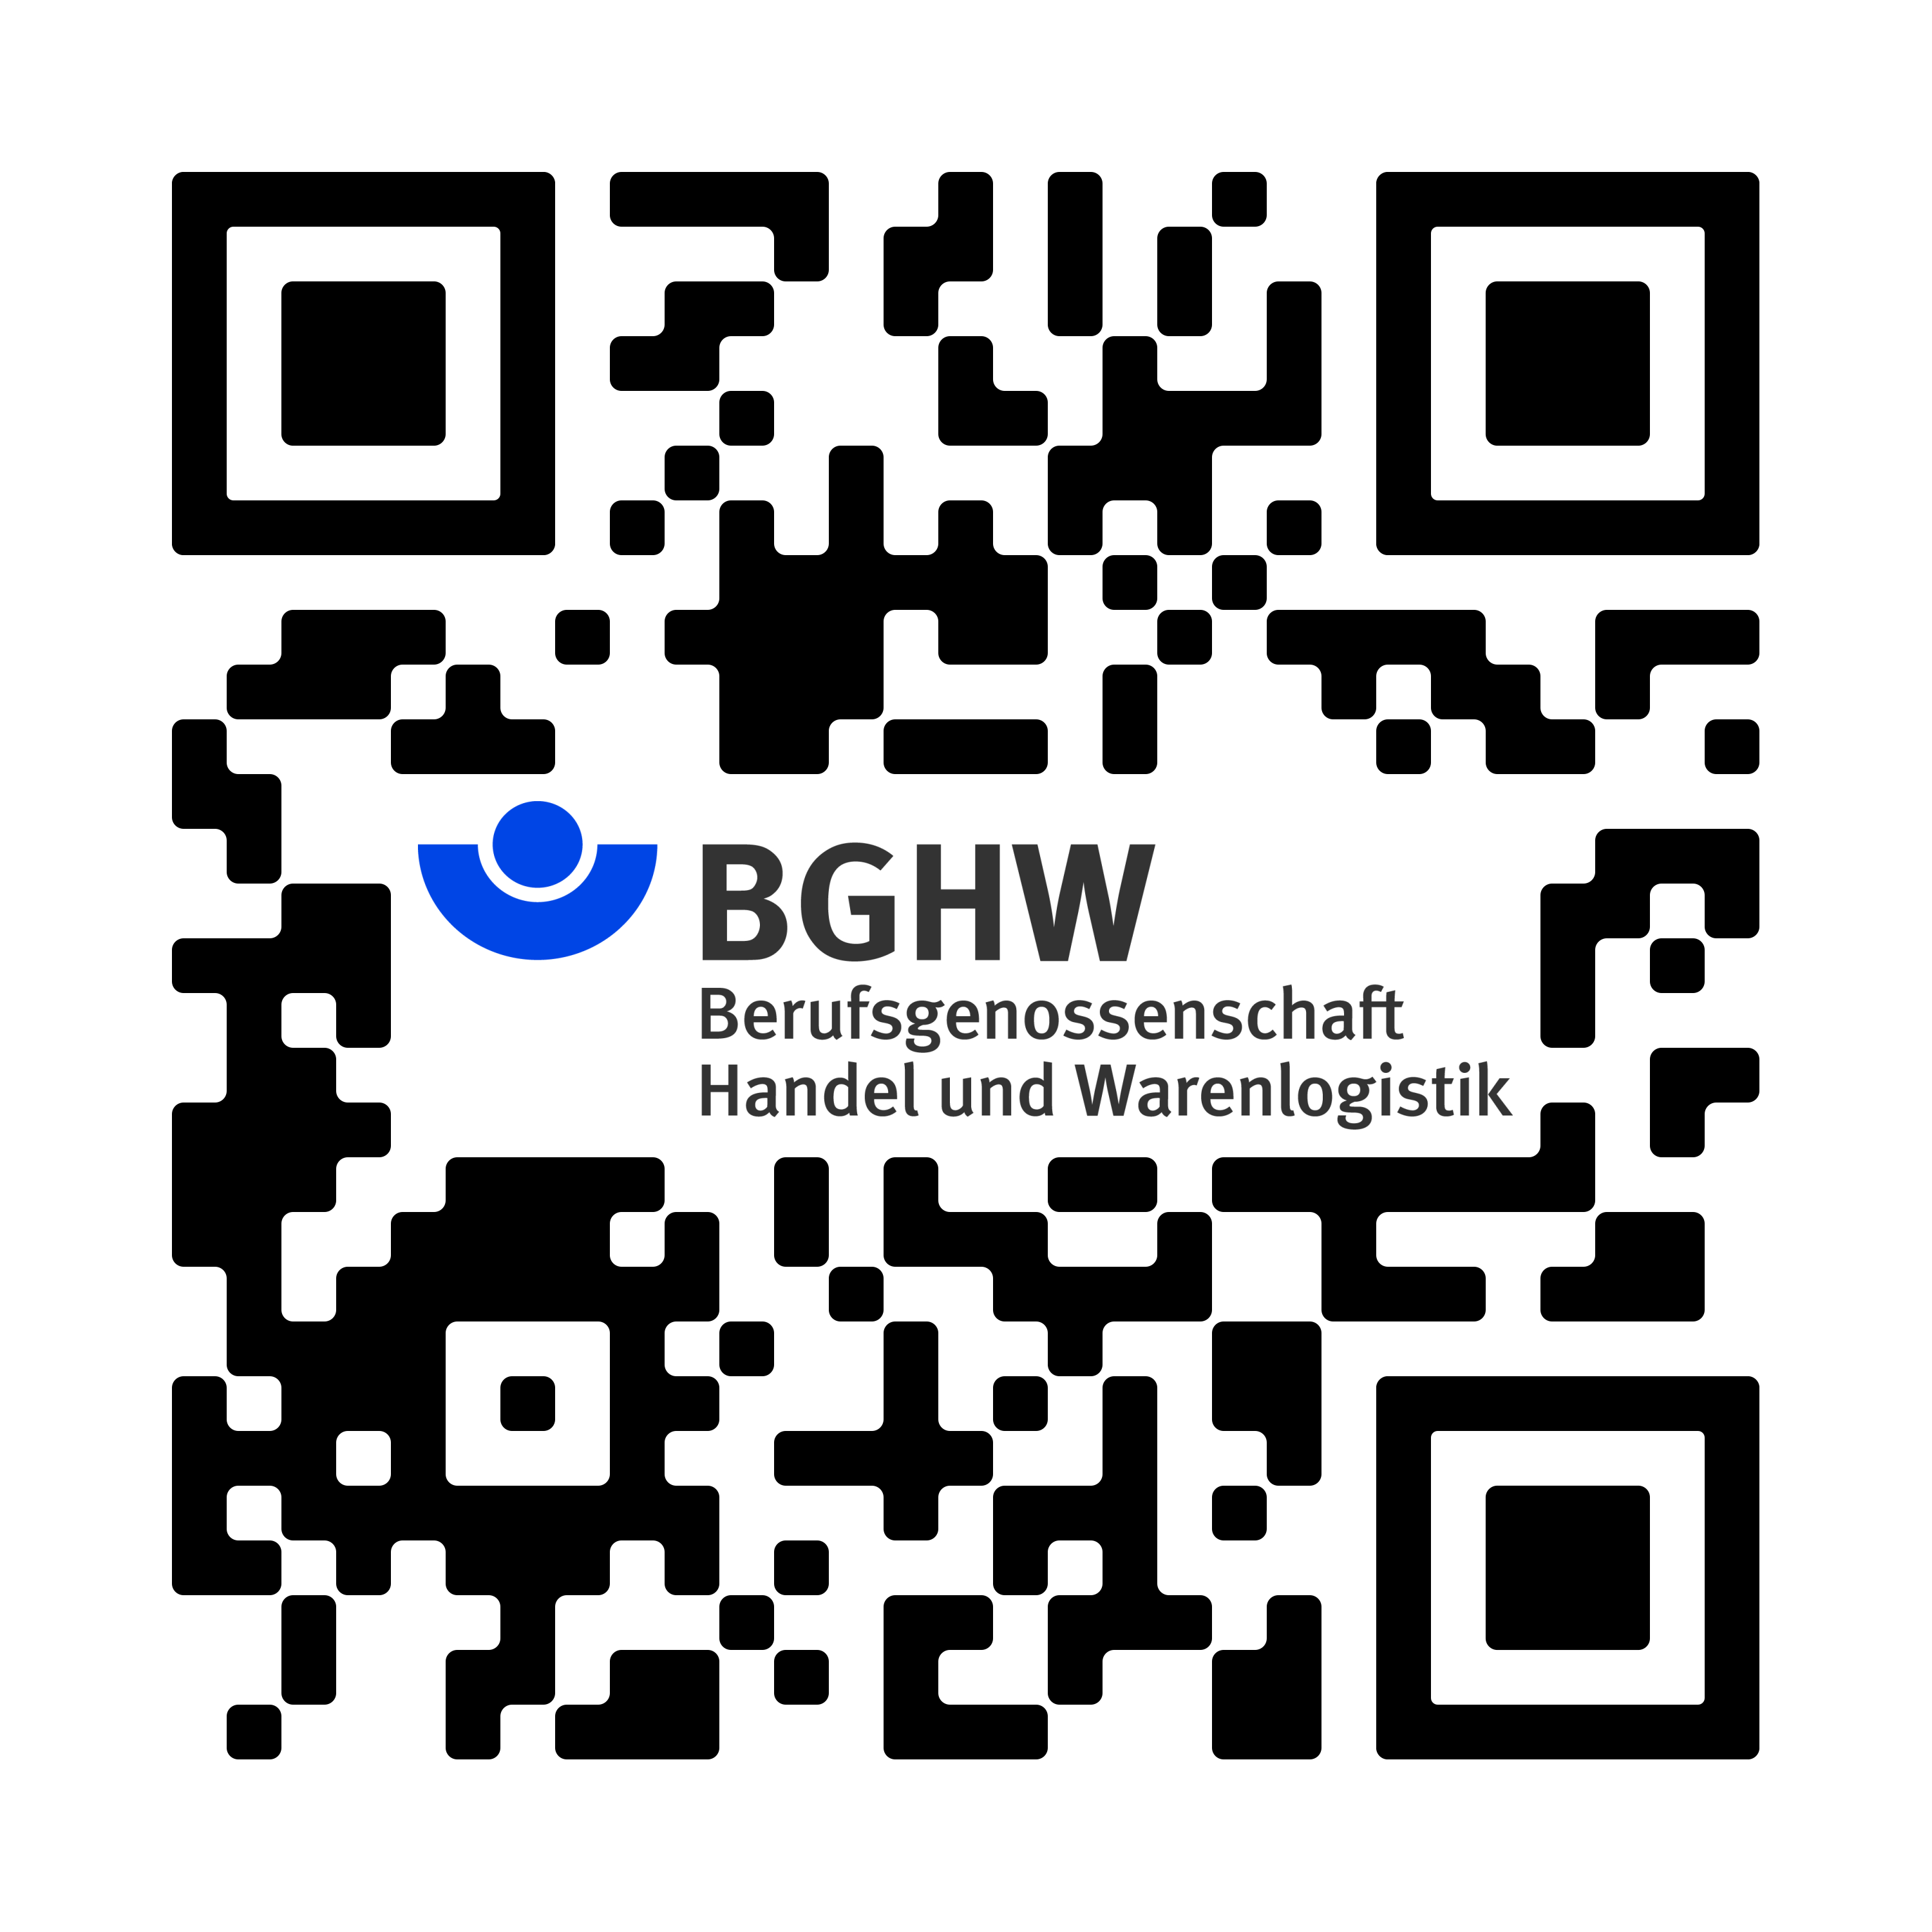 BGHW
Berufsgenossenschaft
Handel und Warenlogistik